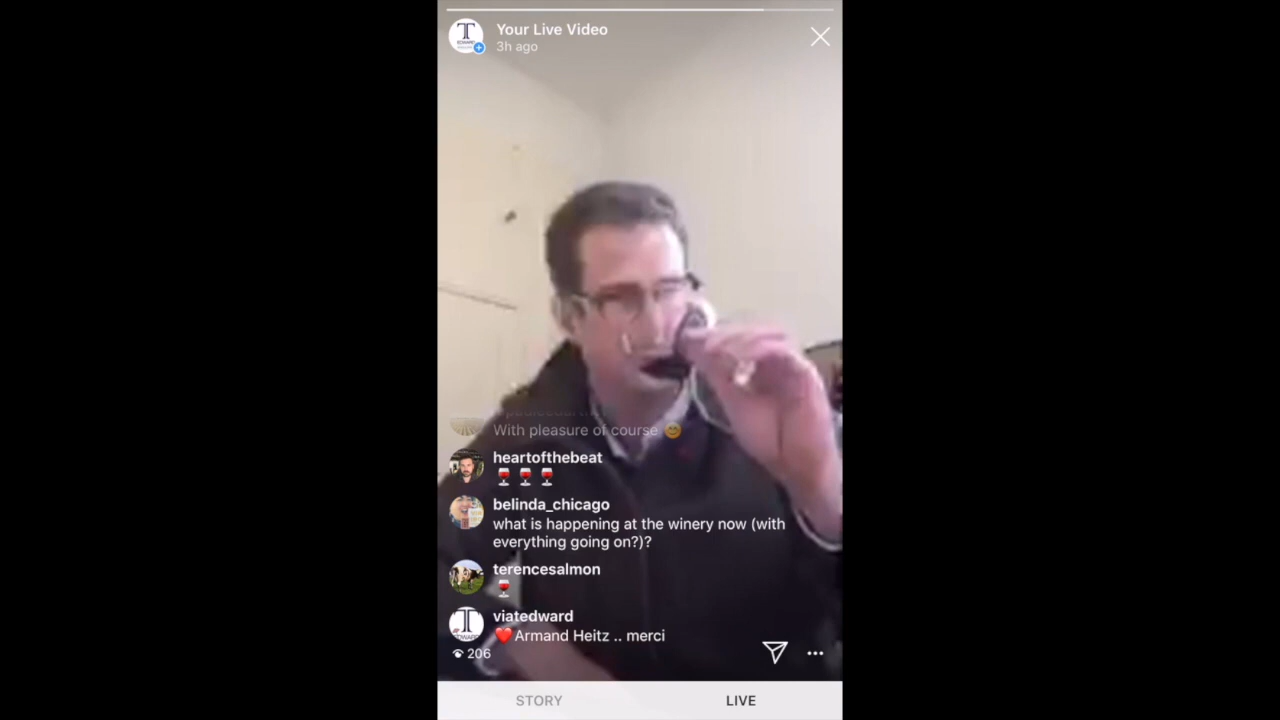 Your Live Video
3h ago
With pleasure of course 😊
heartofthebeat
🍷 🍷 🍷
belinda_chicago
what is happening at the winery now (with
everything going on?)?
terencesalmon
🍷
viatedward
❤️Armand Heitz .. merci
206
STORY
LIVE